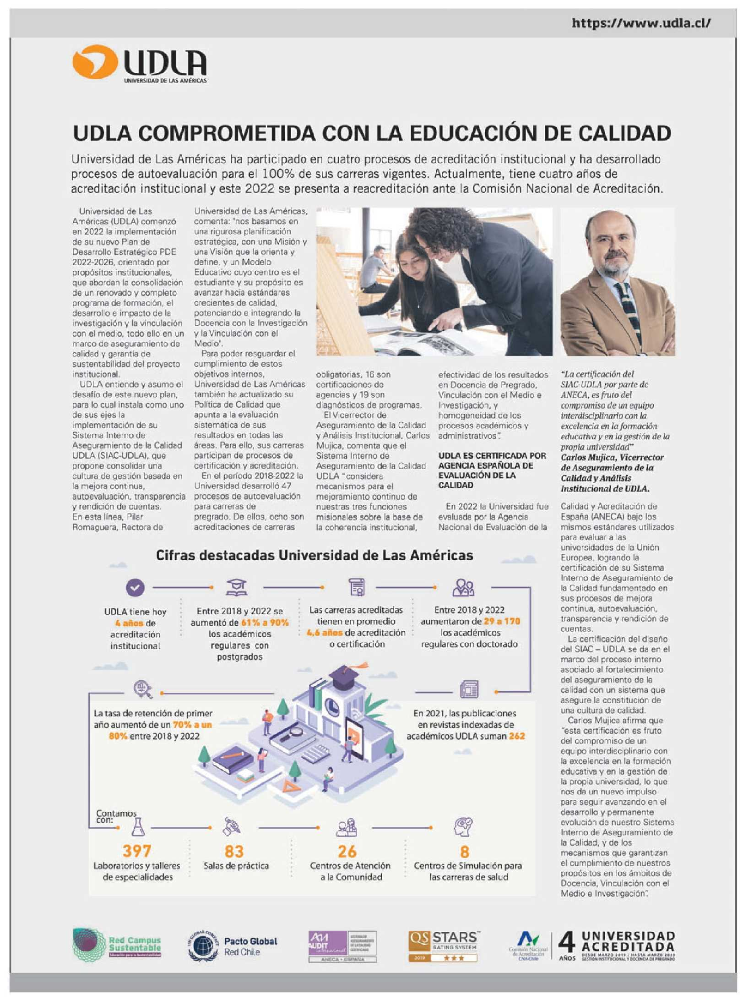 https://www.udla.cl/
UDLA
UNIVERSIDAD DE LAS AMÉRICAS
UDLA COMPROMETIDA CON LA EDUCACIÓN DE CALIDAD
Universidad de Las Américas ha participado en cuatro procesos de acreditación institucional y ha desarrollado
procesos de autoevaluación para el 100% de sus carreras vigentes. Actualmente, tiene cuatro años de
acreditación institucional y este 2022 se presenta a reacreditación ante la Comisión Nacional de Acreditación.
Universidad de Las
Américas (UDLA) comenzó
en 2022 la implementación
de su nuevo Plan de
Desarrollo Estratégico PDE
2022-2026, orientado por
propósitos institucionales,
que abordan la consolidación
de un renovado y completo
programa de formación, el
desarrollo e impacto de la
investigación y la vinculación
con el medio, todo ello en un
marco de aseguramiento de
calidad y garantía de
sustentabilidad del proyecto
institucional.
UDLA entiende y asume el
desafío de este nuevo plan,
para lo cual instala como uno
de sus ejes la
implementación de su
Sistema Interno de
Aseguramiento de la Calidad
UDLA (SIAC-UDLA), que
propone consolidar una
cultura de gestión basada en
la mejora continua,
autoevaluación, transparencia
y rendición de cuentas.
En esta línea, Pilar
Romaguera, Rectora de
Universidad de Las Américas,
comenta: "nos basamos en
una rigurosa planificación
estratégica, con una Misión y
una Visión que la orienta y
define, y un Modelo
Educativo cuyo centro es el
estudiante y su propósito es
avanzar hacia estándares
crecientes de calidad,
potenciando e integrando la
Docencia con la Investigación
y la Vinculación con el
Medio".
Para poder resguardar el
cumplimiento de estos
objetivos internos,
Universidad de Las Américas
también ha actualizado su
Política de Calidad que
apunta a la evaluación
sistemática de sus
resultados en todas las
áreas. Para ello, sus carreras
participan de procesos de
certificación y acreditación.
En el período 2018-2022 la
Universidad desarrolló 47
procesos de autoevaluación
para carreras de
pregrado. De ellos, ocho son
acreditaciones de carreras
obligatorias, 16 son
certificaciones de
agencias y 19 son
diagnósticos de programas.
El Vicerrector de
Aseguramiento de la Calidad
y Análisis Institucional, Carlos
Mujica, comenta que el
Sistema Interno de
Aseguramiento de la Calidad
UDLA "considera
mecanismos para el
mejoramiento continuo de
nuestras tres funciones
misionales sobre la base de
la coherencia institucional,
efectividad de los resultados
en Docencia de Pregrado,
Vinculación con el Medio e
Investigación, y
homogeneidad de los
procesos académicos y
administrativos".
UDLA ES CERTIFICADA POR
AGENCIA ESPAÑOLA DE
EVALUACIÓN DE LA
CALIDAD
En 2022 la Universidad fue
evaluada por la Agencia
Nacional de Evaluación de la
"La certificación del
SIAC-UDLA por parte de
ANECA, es fruto del
compromiso de un equipo
interdisciplinario con la
excelencia en la formación
educativa y en la gestión de la
propia universidad"
Carlos Mujica, Vicerrector
de Aseguramiento de la
Calidad y Análisis
Institucional de UDLA.
Calidad y Acreditación de
España (ANECA) bajo los
mismos estándares utilizados
para evaluar a las
universidades de la Unión
Europea, logrando la
certificación de su Sistema
Interno de Aseguramiento de
la Calidad fundamentado en
sus procesos de mejora
continua, autoevaluación,
transparencia y rendición de
cuentas.
La certificación del diseño
del SIAC – UDLA se da en el
marco del proceso interno
asociado al fortalecimiento
del aseguramiento de la
calidad con un sistema que
asegure la constitución de
una cultura de calidad.
Carlos Mujica afirma que
"esta certificación es fruto
del compromiso de un
equipo interdisciplinario con
la excelencia en la formación
educativa y en la gestión de
la propia universidad, lo que
nos da un nuevo impulso
para seguir avanzando en el
desarrollo y permanente
evolución de nuestro Sistema
Interno de Aseguramiento de
la Calidad, y de los
mecanismos que garantizan
el cumplimiento de nuestros
propósitos en los ámbitos de
Docencia, Vinculación con el
Medio e Investigación".
Cifras destacadas Universidad de Las Américas
UDLA tiene hoy
4 años de
acreditación
institucional
Entre 2018 y 2022 se
aumentó de 61% a 90%
los académicos
regulares con
postgrados
Las carreras acreditadas
tienen en promedio
4,6 años de acreditación
o certificación
Entre 2018 y 2022
aumentaron de 29 a 170
los académicos
regulares con doctorado
La tasa de retención de primer
año aumentó de un 70% a un
80% entre 2018 y 2022
En 2021, las publicaciones
en revistas indexadas de
académicos UDLA suman 262
Contamos
con:
397
Laboratorios y talleres
de especialidades
83
Salas de práctica
26
Centros de Atención
a la Comunidad
8
Centros de Simulación para
las carreras de salud
Red Campus
Sustentable
Educación para la Sustentabilidad
UN GLOBAL COMPACT
Pacto Global
Red Chile
AUDIT
internacional
SISTEMA DE
ASEGURAMIENTO
DE LA CALIDAD
CERTIFICADO
ANECA • ESPAÑA
QS STARS™
RATING SYSTEM
2019
Comisión Nacional
de Acreditación
CNA-Chile
4
AÑOS
UNIVERSIDAD
ACREDITADA
DESDE MARZO 2019 / HASTA MARZO 2023
GESTIÓN INSTITUCIONAL Y DOCENCIA DE PREGRADO